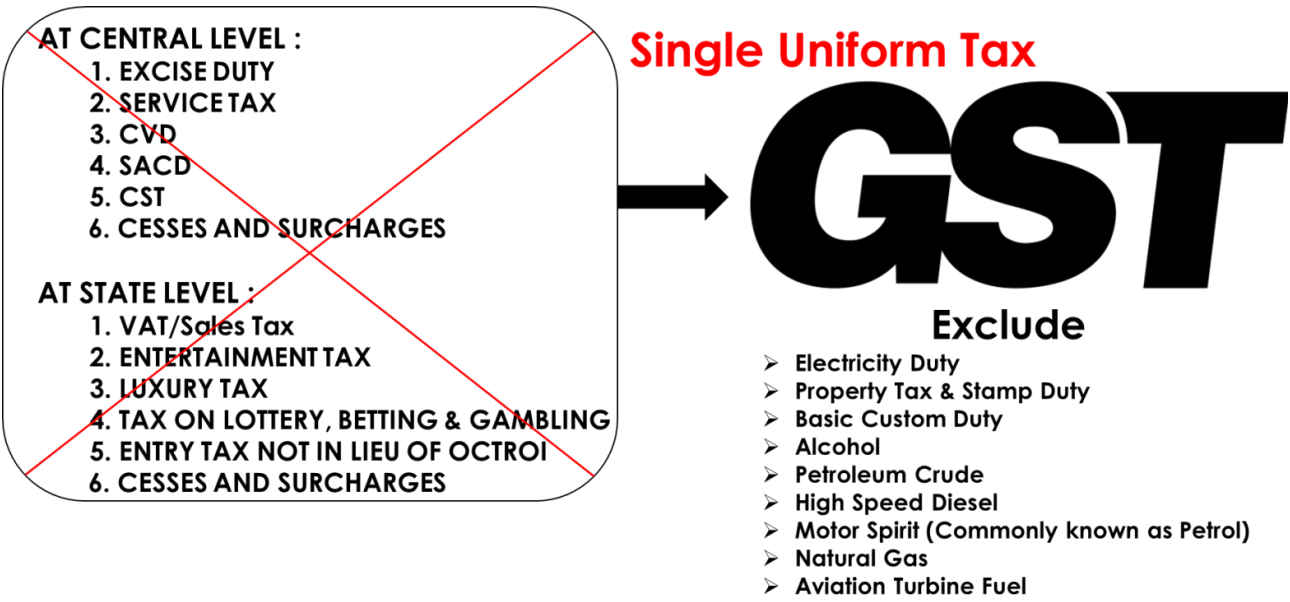 AT CENTRAL LEVEL :
1. EXCISE DUTY
2. SERVICE TAX
3. CVD
4. SACD
5. CST
6. CESSES AND SURCHARGES
AT STATE LEVEL :
1. VAT/Sales Tax
2. ENTERTAINMENT TAX
3. LUXURY TAX
4. TAX ON LOTTERY, BETTING & GAMBLING
5. ENTRY TAX NOT IN LIEU OF OCTROI
6. CESSES AND SURCHARGES
Single Uniform Tax
GST
Exclude
➢ Electricity Duty
➢ Property Tax & Stamp Duty
➢ Basic Custom Duty
➢ Alcohol
➢ Petroleum Crude
➢ High Speed Diesel
➢ Motor Spirit (Commonly known as Petrol)
➢ Natural Gas
➢ Aviation Turbine Fuel